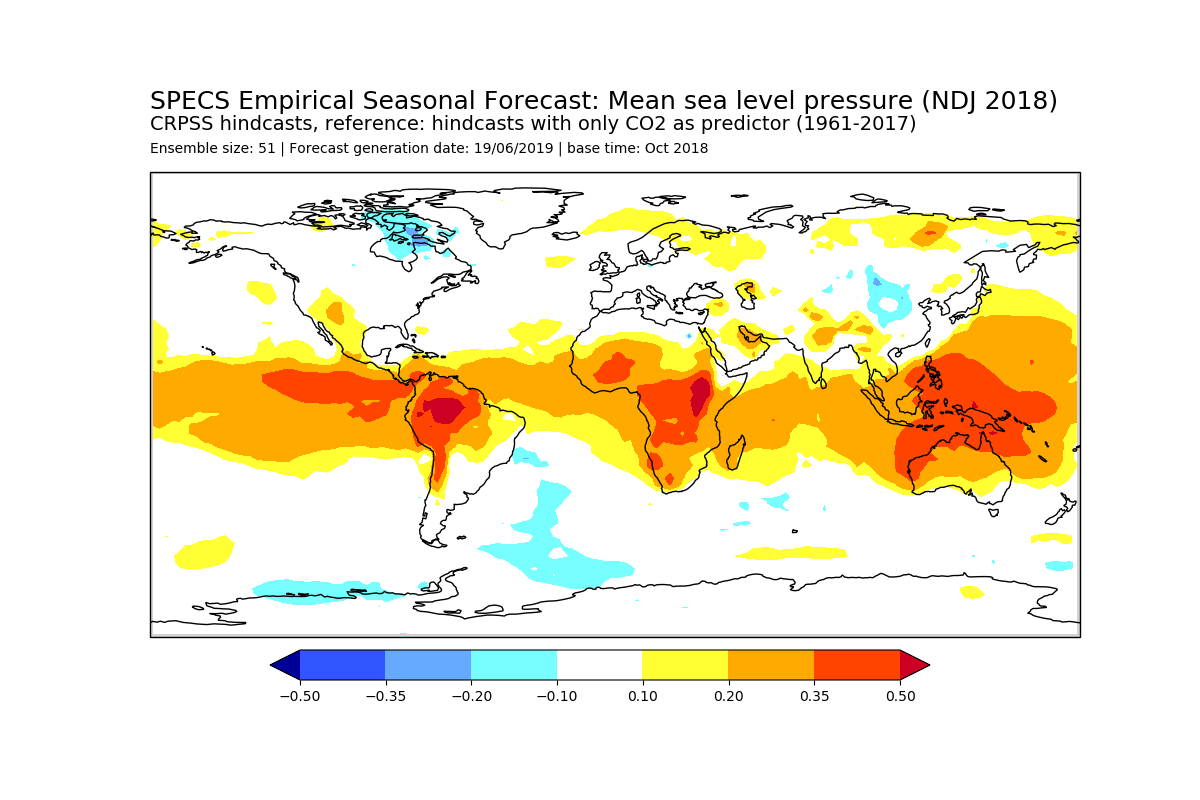 SPECS Empirical Seasonal Forecast: Mean sea level pressure (NDJ 2018)
CRPSS hindcasts, reference: hindcasts with only CO2 as predictor (1961-2017)
Ensemble size: 51 | Forecast generation date: 19/06/2019 | base time: Oct 2018
−0.50 −0.35 −0.20 −0.10 0.10 0.20 0.35 0.50